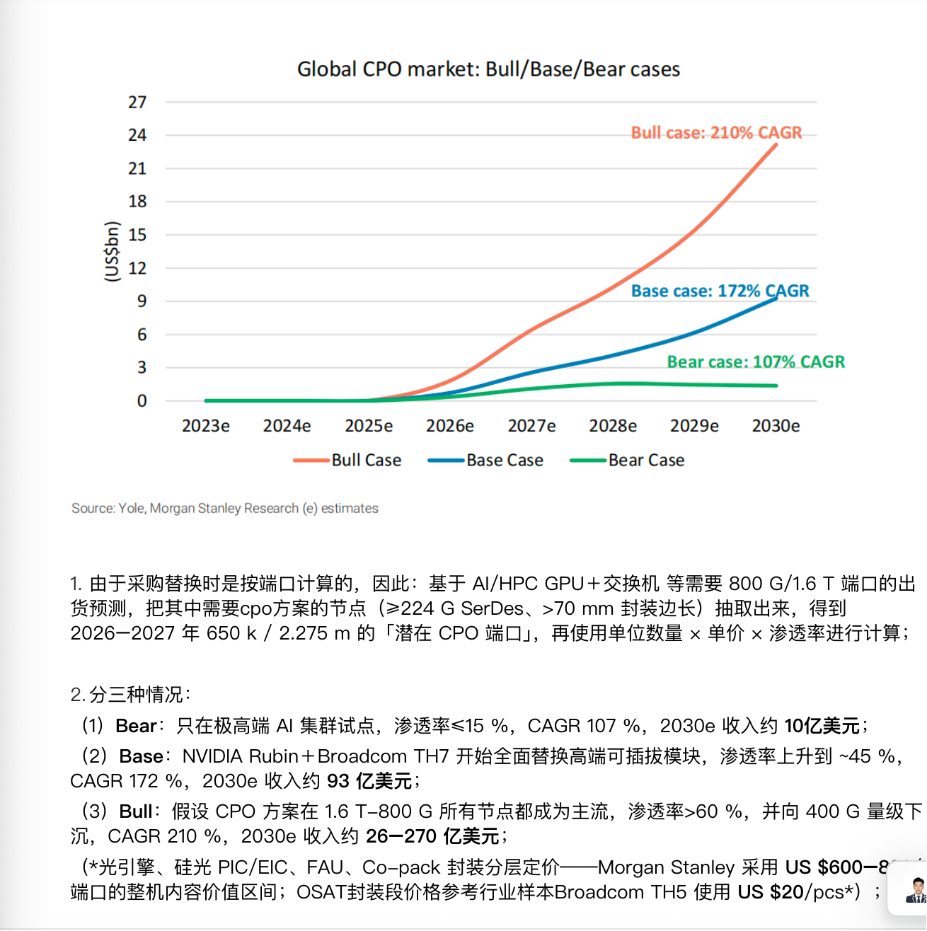 Global CPO market: Bull/Base/Bear cases
27
24
21
18
15
12
9
6
3
0
(US$bn)
Bull case: 210% CAGR
Base case: 172% CAGR
Bear case: 107% CAGR
2023e 2024e 2025e 2026e 2027e 2028e 2029e 2030e
Bull Case Base Case Bear Case
Source: Yole, Morgan Stanley Research (e) estimates
1. 由于采购替换时是按端口计算的，因此：基于 AI/HPC GPU＋交换机 等需要 800 G/1.6 T 端口的出
货预测，把其中需要cpo方案的节点（≥224 G SerDes、>70 mm 封装边长）抽取出来，得到
2026—2027 年 650 k / 2.275 m 的「潜在 CPO 端口」，再使用单位数量 × 单价 × 渗透率进行计算；
2. 分三种情况：
（1）Bear：只在极高端 AI 集群试点，渗透率≤15 %，CAGR 107 %，2030e 收入约 10亿美元；
（2）Base：NVIDIA Rubin＋Broadcom TH7 开始全面替换高端可插拔模块，渗透率上升到 ~45 %，
CAGR 172 %，2030e 收入约 93 亿美元；
（3）Bull：假设 CPO 方案在 1.6 T–800 G 所有节点都成为主流，渗透率>60 %，并向 400 G 量级下
沉，CAGR 210 %，2030e 收入约 26—270 亿美元；
（*光引擎、硅光 PIC/EIC、FAU、Co-pack 封装分层定价——Morgan Stanley 采用 US $600—8
端口的整机内容价值区间；OSAT封装段价格参考行业样本Broadcom TH5 使用 US $20/pcs*）；